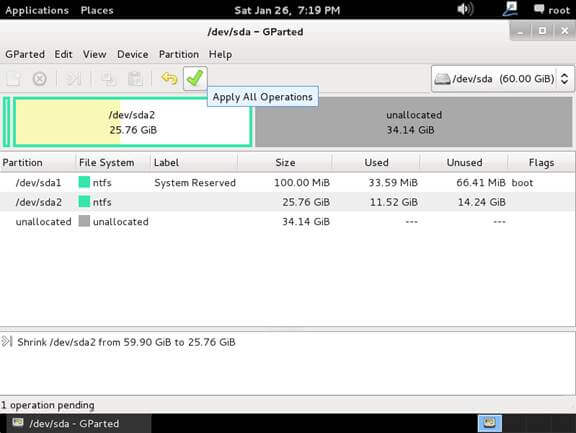 Applications Places Sat Jan 26, 7:19 PM root
/dev/sda - GParted
GParted Edit View Device Partition Help
/dev/sda (60.00 GiB)
Apply All Operations
/dev/sda2 unallocated
25.76 GiB 34.14 GiB
Partition File System Label Size Used Unused Flags
/dev/sda1 ntfs System Reserved 100.00 MiB 33.59 MiB 66.41 MiB boot
/dev/sda2 ntfs 25.76 GiB 11.52 GiB 14.24 GiB
unallocated unallocated 34.14 GiB --- ---
Shrink /dev/sda2 from 59.90 GiB to 25.76 GiB
1 operation pending
/dev/sda - GParted